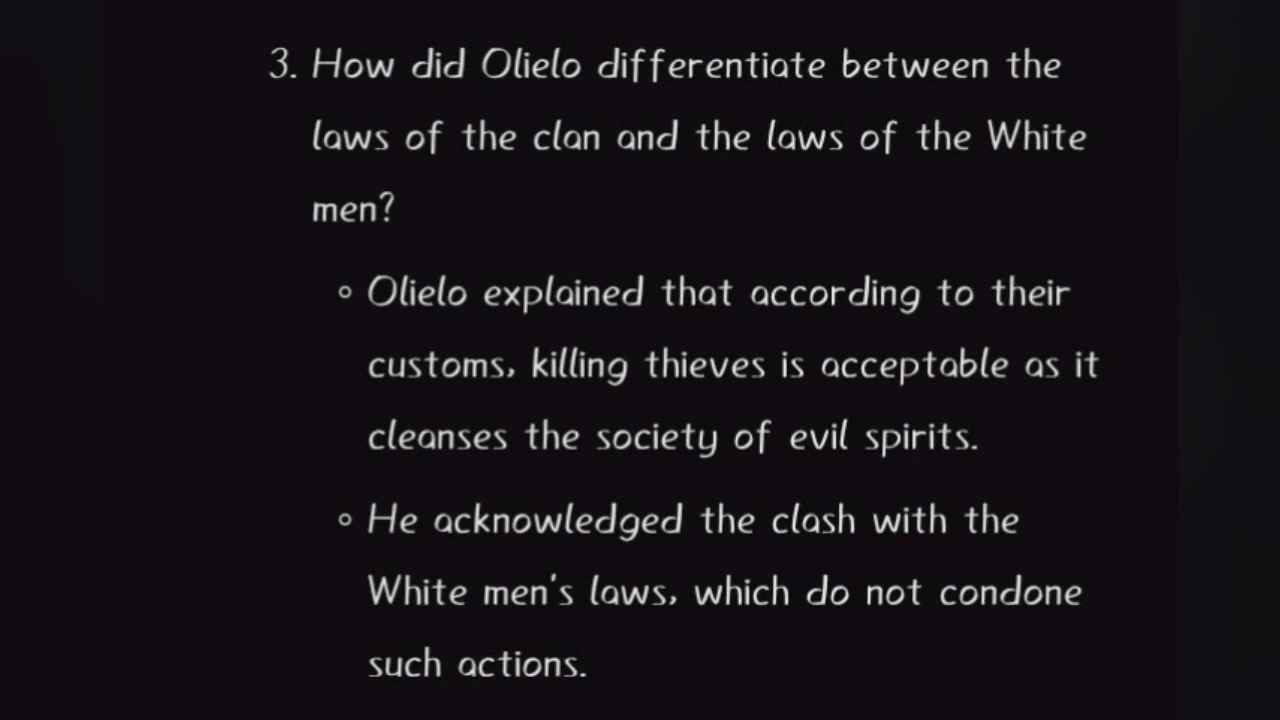 3. How did Olielo differentiate between the
laws of the clan and the laws of the White
men?
◦ Olielo explained that according to their
customs, killing thieves is acceptable as it
cleanses the society of evil spirits.
◦ He acknowledged the clash with the
White men's laws, which do not condone
such actions.